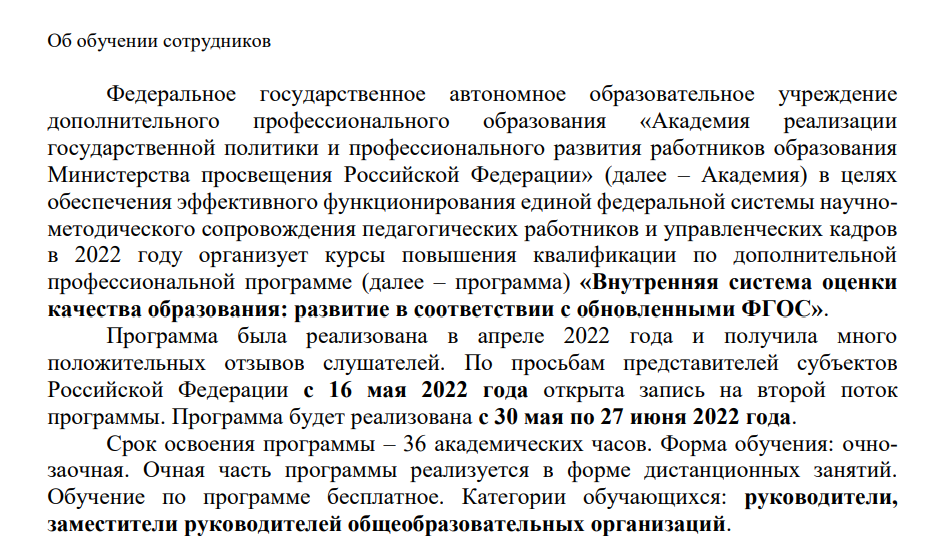 Об обучении сотрудников
Федеральное государственное автономное образовательное учреждение
дополнительного профессионального образования «Академия реализации
государственной политики и профессионального развития работников образования
Министерства просвещения Российской Федерации» (далее – Академия) в целях
обеспечения эффективного функционирования единой федеральной системы научно-
методического сопровождения педагогических работников и управленческих кадров
в 2022 году организует курсы повышения квалификации по дополнительной
профессиональной программе (далее – программа) «Внутренняя система оценки
качества образования: развитие в соответствии с обновленными ФГОС».
Программа была реализована в апреле 2022 года и получила много
положительных отзывов слушателей. По просьбам представителей субъектов
Российской Федерации с 16 мая 2022 года открыта запись на второй поток
программы. Программа будет реализована с 30 мая по 27 июня 2022 года.
Срок освоения программы – 36 академических часов. Форма обучения: очно-
заочная. Очная часть программы реализуется в форме дистанционных занятий.
Обучение по программе бесплатное. Категории обучающихся: руководители,
заместители руководителей общеобразовательных организаций.